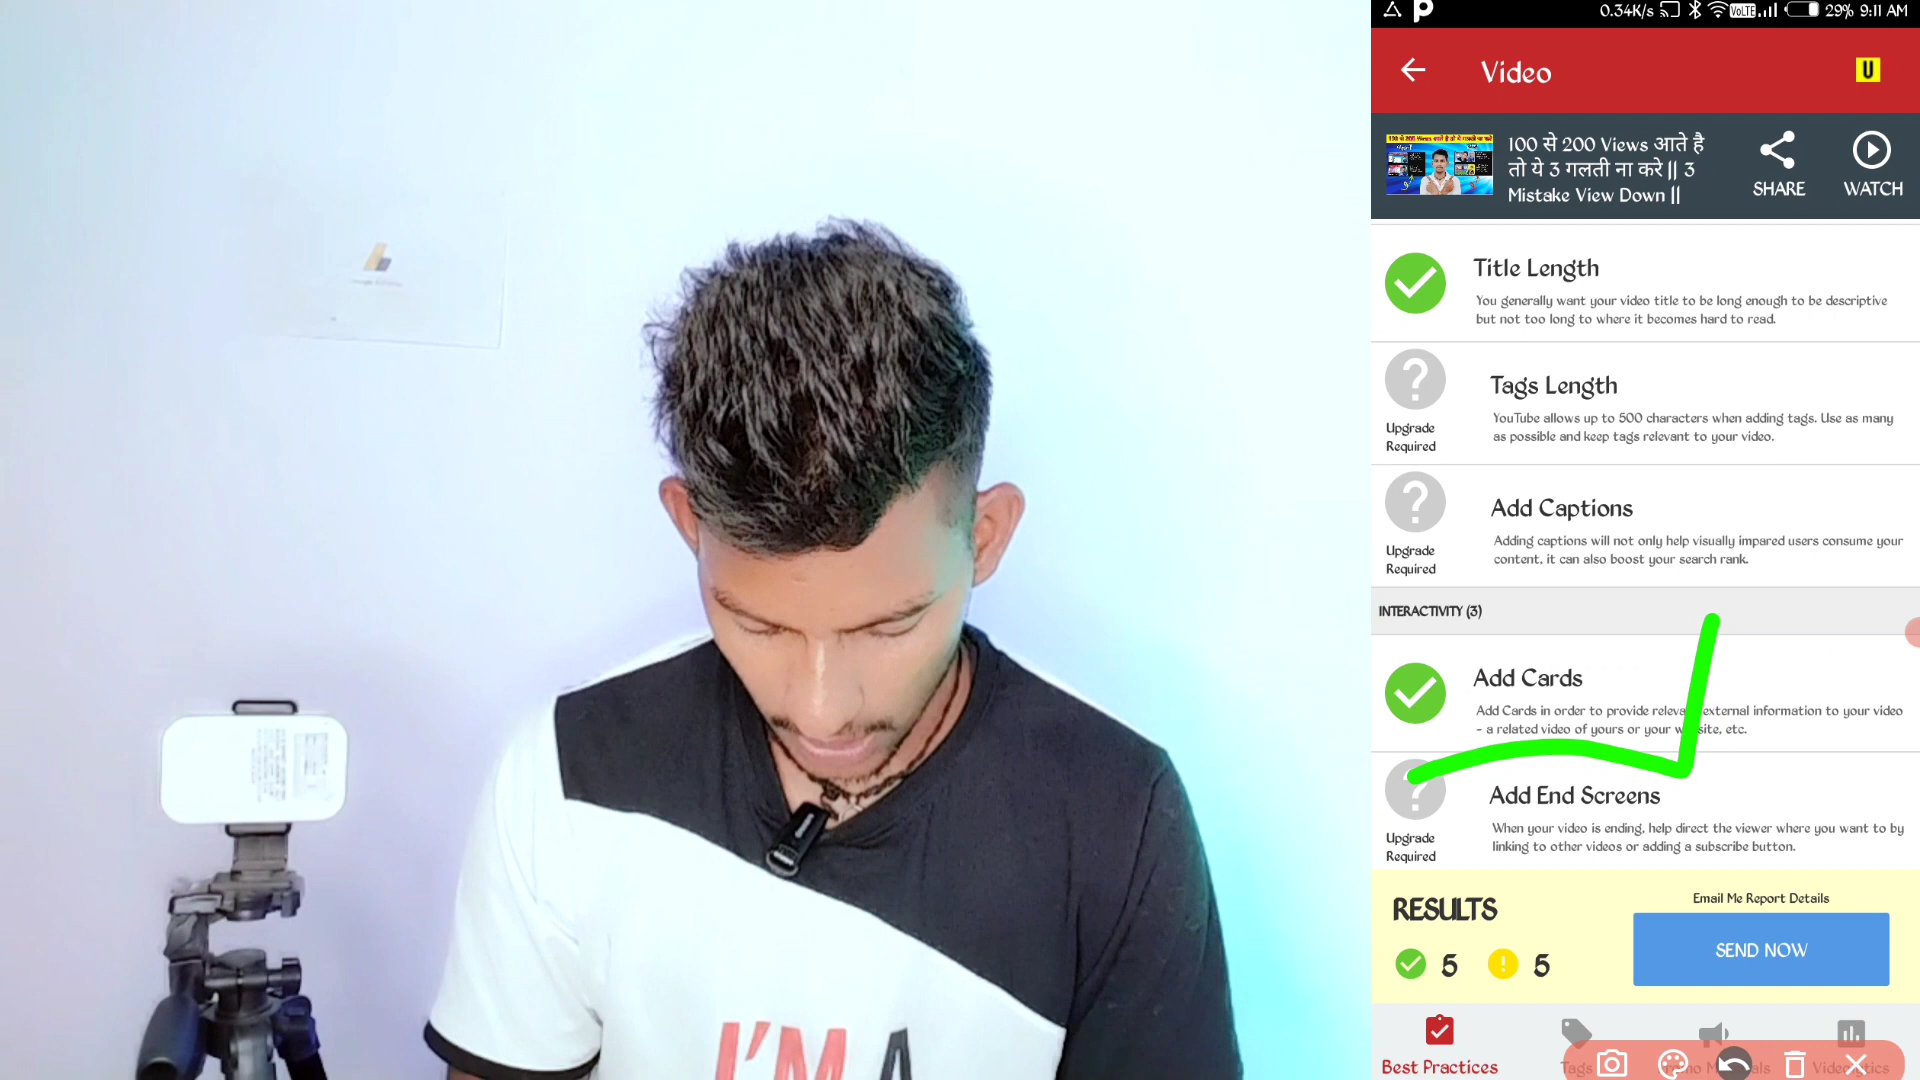 0.34K/s VoLTE 29% 9:11 AM
Video
U
100 से 200 Views आते है
तो ये 3 गलती ना करे || 3
Mistake View Down ||
SHARE
WATCH
Title Length
You generally want your video title to be long enough to be descriptive
but not too long to where it becomes hard to read.
Tags Length
YouTube allows up to 500 characters when adding tags. Use as many
as possible and keep tags relevant to your video.
Upgrade
Required
Add Captions
Adding captions will not only help visually impared users consume your
content, it can also boost your search rank.
Upgrade
Required
INTERACTIVITY (3)
Add Cards
Add Cards in order to provide external information to your video
- a related video of yours or your etc.
Add End Screens
When your video is ending, help direct the viewer where you want to by
linking to other videos or adding a subscribe button.
Upgrade
Required
RESULTS
5 5
Email Me Report Details
SEND NOW
Best Practices
Tags
I'M A